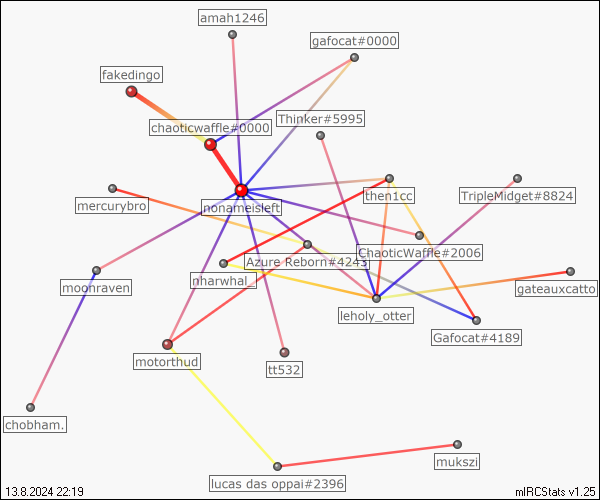 amah1246
gafocat#0000
fakedingo
Thinker#5995
chaoticwaffle#0000
mercurybro
nonameisleft
then1cc
TripleMidget#8824
ChaoticWaffle#2006
Azure Reborn#4243
nharwhal_
moonraven
gateauxcatto
leholy_otter
Gafocat#4189
motorthud
tt532
chobham.
mukszi
lucas das oppai#2396
13.8.2024 22:19
mIRCStats v1.25